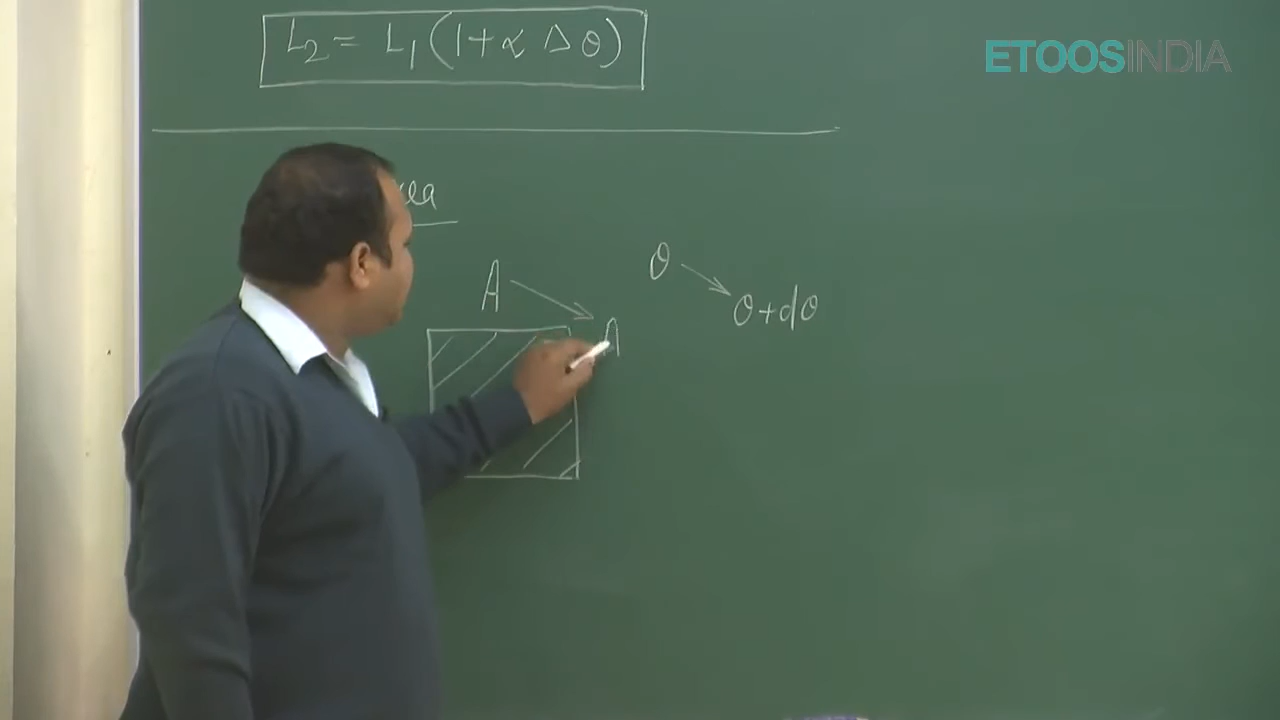 L₂ = L₁(1+α Δθ)
ETOOSINDIA
A
θ
θ+dθ
A